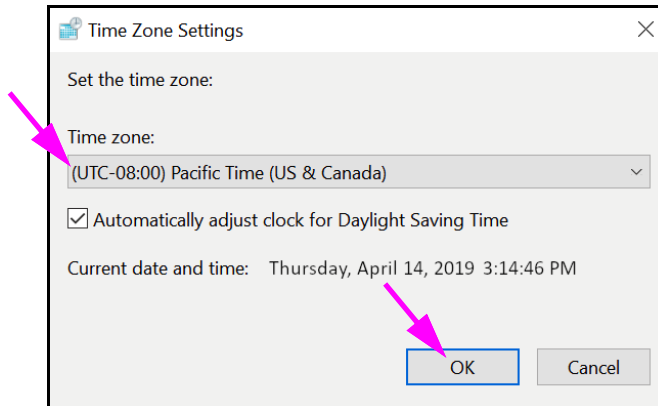 Time Zone Settings
Set the time zone:
Time zone:
(UTC-08:00) Pacific Time (US & Canada)
Automatically adjust clock for Daylight Saving Time
Current date and time: Thursday, April 14, 2019 3:14:46 PM
OK Cancel